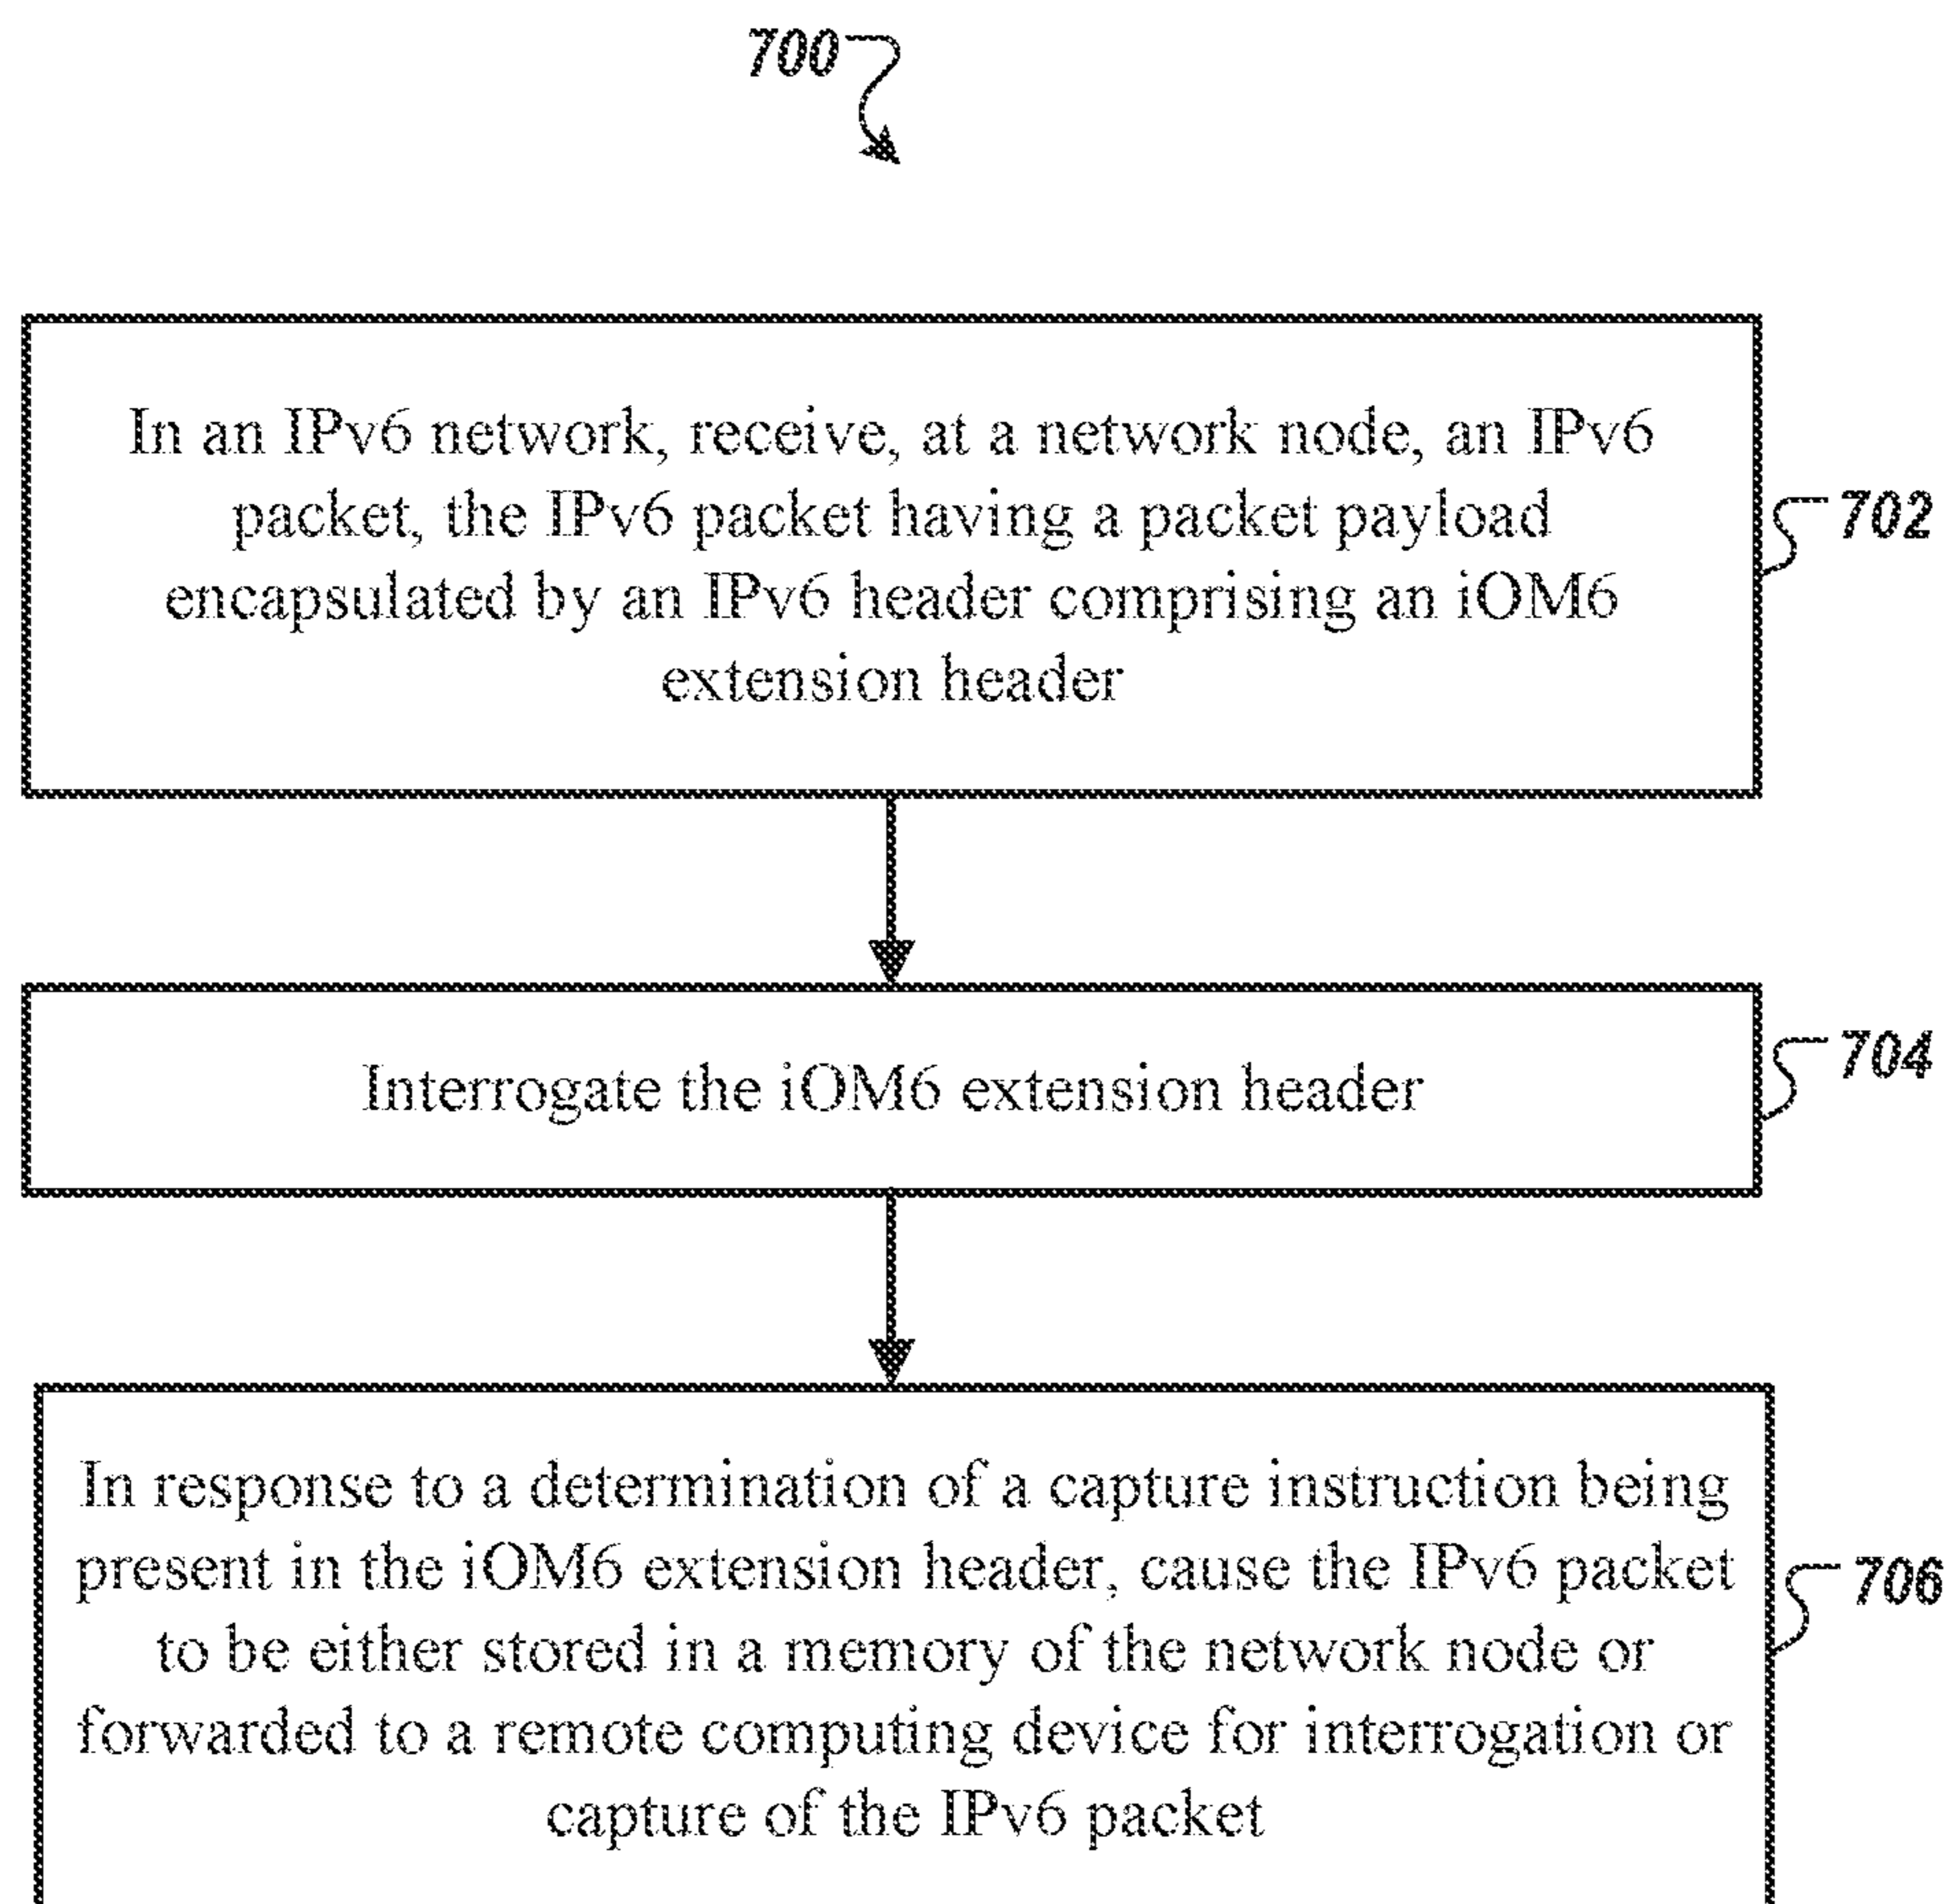 700
In an IPv6 network, receive, at a network node, an IPv6
packet, the IPv6 packet having a packet payload
encapsulated by an IPv6 header comprising an iOM6
extension header
702
Interrogate the iOM6 extension header
704
In response to a determination of a capture instruction being
present in the iOM6 extension header, cause the IPv6 packet
to be either stored in a memory of the network node or
forwarded to a remote computing device for interrogation or
capture of the IPv6 packet
706